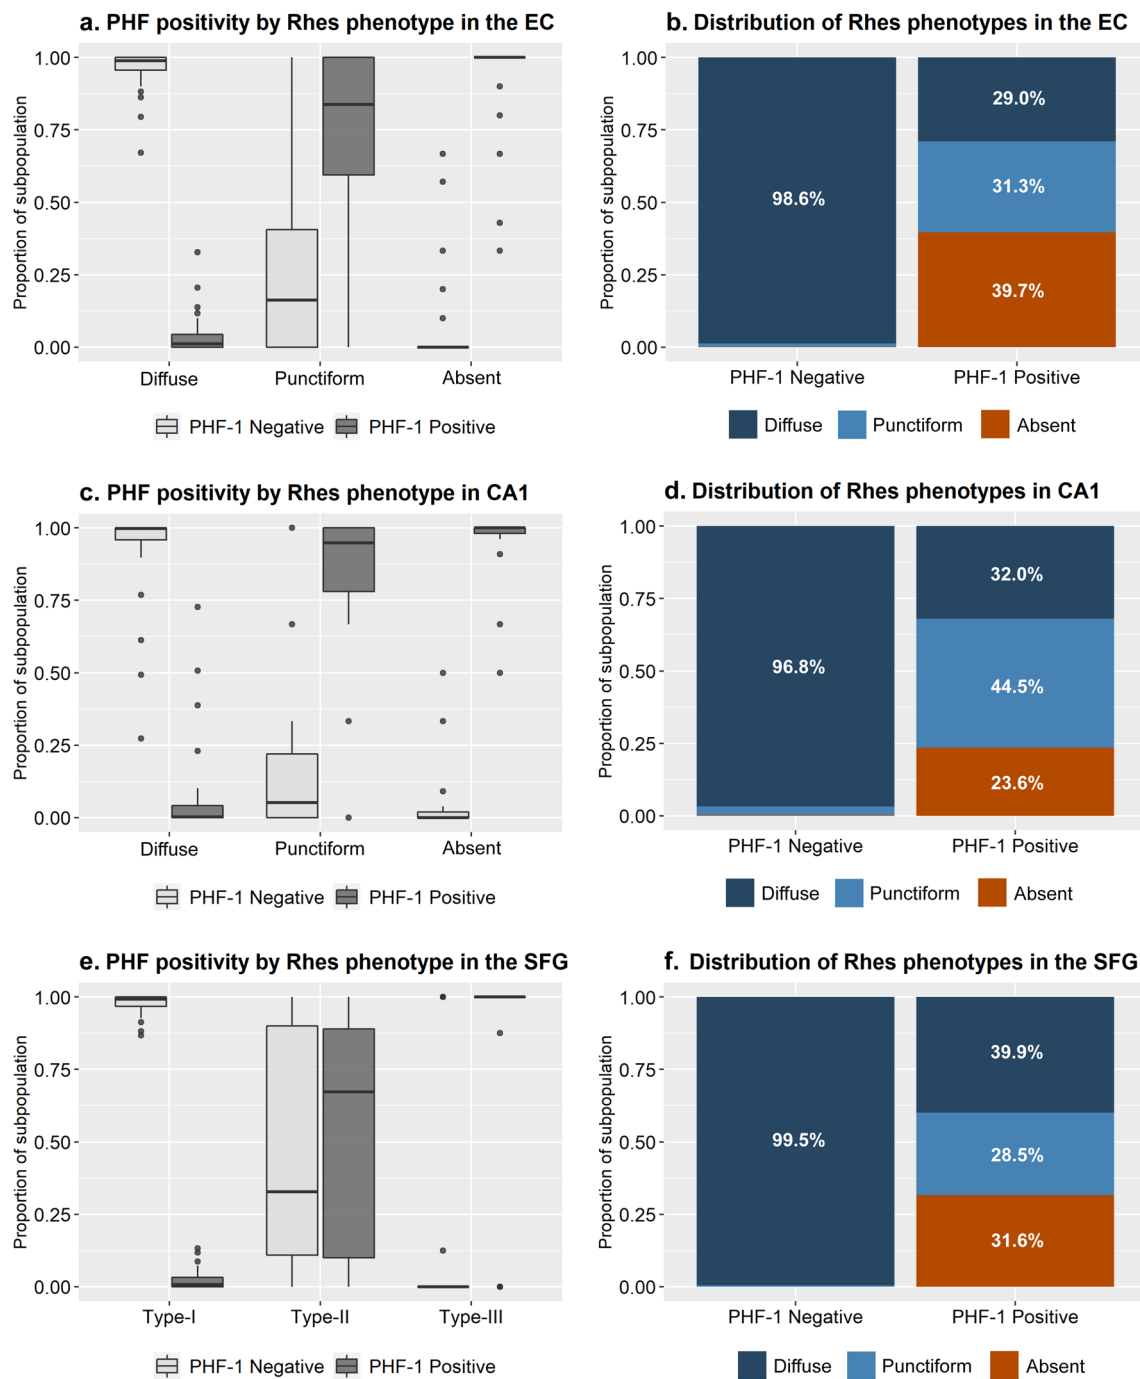 a. PHF positivity by Rhes phenotype in the EC
Proportion of subpopulation
1.00
0.75
0.50
0.25
0.00
Diffuse Punctiform Absent
PHF-1 Negative PHF-1 Positive
b. Distribution of Rhes phenotypes in the EC
Proportion of subpopulation
1.00
0.75
0.50
0.25
0.00
98.6%
29.0%
31.3%
39.7%
PHF-1 Negative PHF-1 Positive
Diffuse Punctiform Absent
c. PHF positivity by Rhes phenotype in CA1
Proportion of subpopulation
1.00
0.75
0.50
0.25
0.00
Diffuse Punctiform Absent
PHF-1 Negative PHF-1 Positive
d. Distribution of Rhes phenotypes in CA1
Proportion of subpopulation
1.00
0.75
0.50
0.25
0.00
96.8%
32.0%
44.5%
23.6%
PHF-1 Negative PHF-1 Positive
Diffuse Punctiform Absent
e. PHF positivity by Rhes phenotype in the SFG
Proportion of subpopulation
1.00
0.75
0.50
0.25
0.00
Type-I Type-II Type-III
PHF-1 Negative PHF-1 Positive
f. Distribution of Rhes phenotypes in the SFG
Proportion of subpopulation
1.00
0.75
0.50
0.25
0.00
99.5%
39.9%
28.5%
31.6%
PHF-1 Negative PHF-1 Positive
Diffuse Punctiform Absent